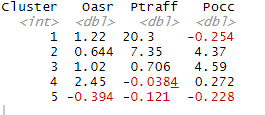 Cluster Oasr Ptraff Pocc
<int> <dbl> <dbl> <dbl>
1 1.22 20.3 -0.254
2 0.644 7.35 4.37
3 1.02 0.706 4.59
4 2.45 -0.0384 0.272
5 -0.394 -0.121 -0.228